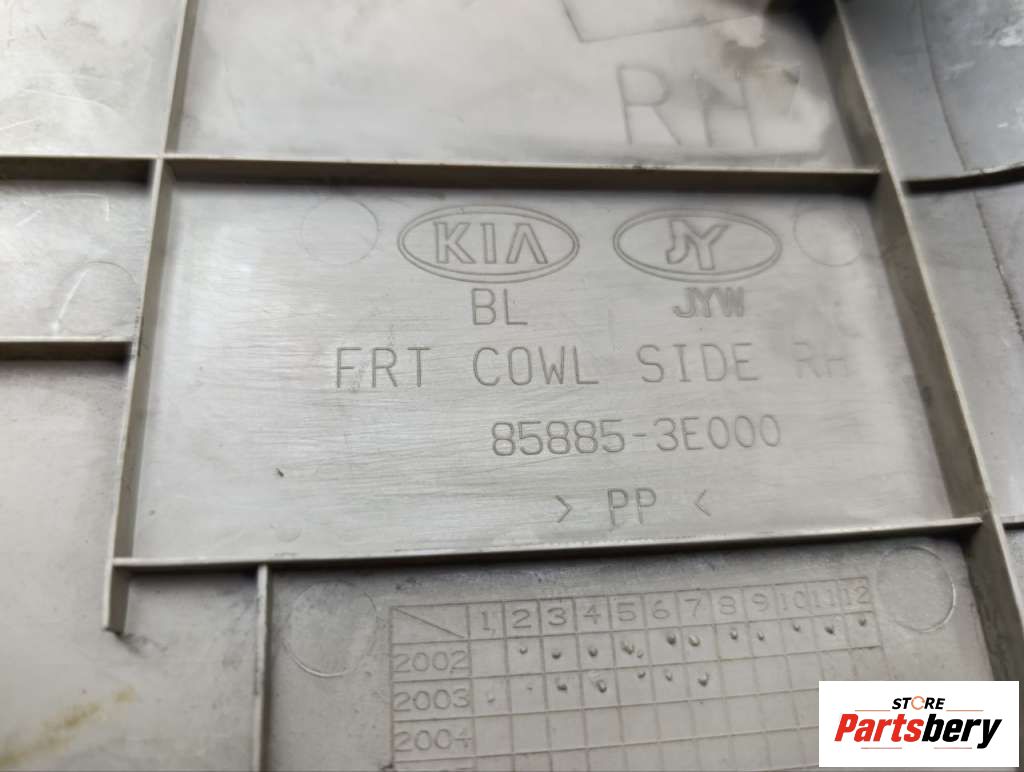 RH
KIA JY
BL JYW
FRT COWL SIDE RH
85885-3E000
> PP <
1 2 3 4 5 6 7 8 9 10 11 12
2002
2003
2004
STORE
Partsbery